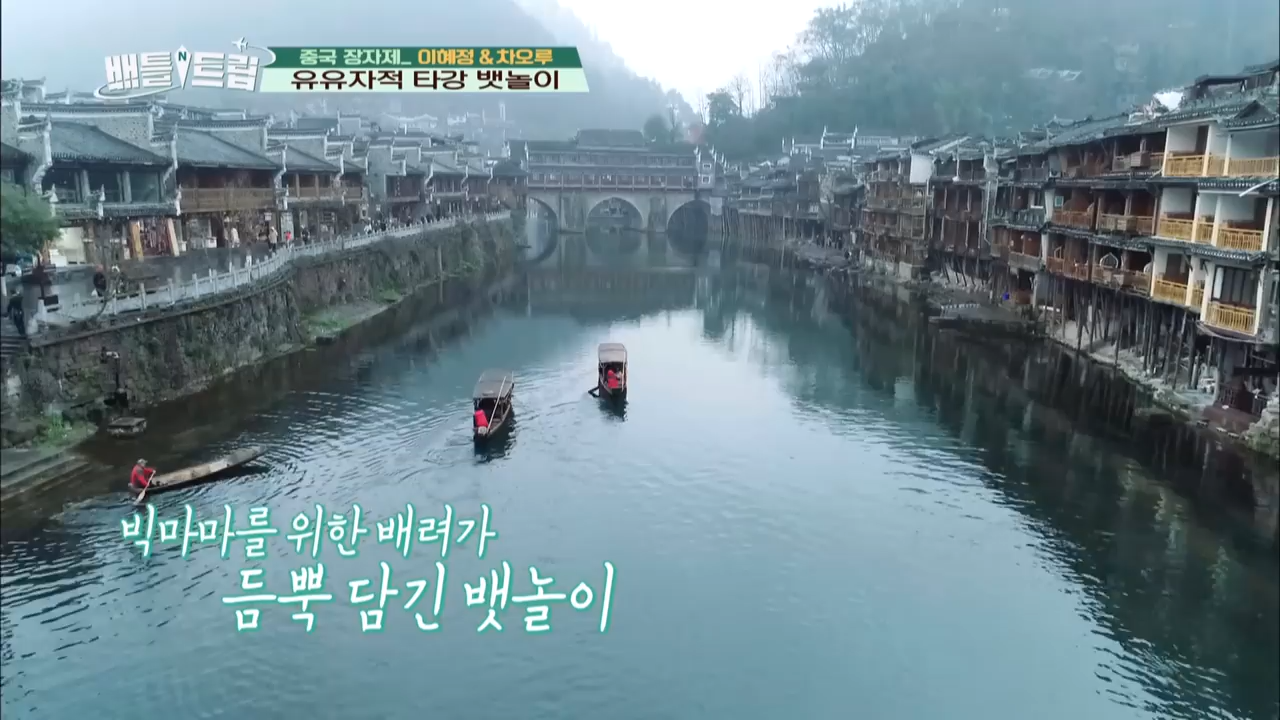 배틀N트립
중국 장자제_ 이혜정 & 차오루
유유자적 타강 뱃놀이
빅마마를 위한 배려가
듬뿍 담긴 뱃놀이